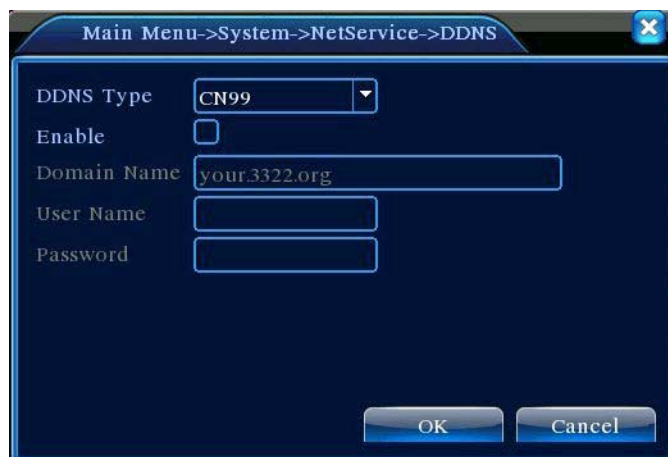 Main Menu->System->NetService->DDNS
DDNS Type CN99
Enable
Domain Name your.3322.org
User Name
Password
OK Cancel